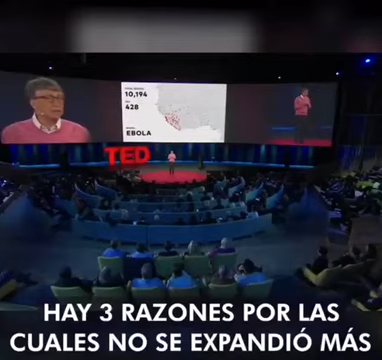 10,194
428
EBOLA
TED
HAY 3 RAZONES POR LAS
CUALES NO SE EXPANDIÓ MÁS